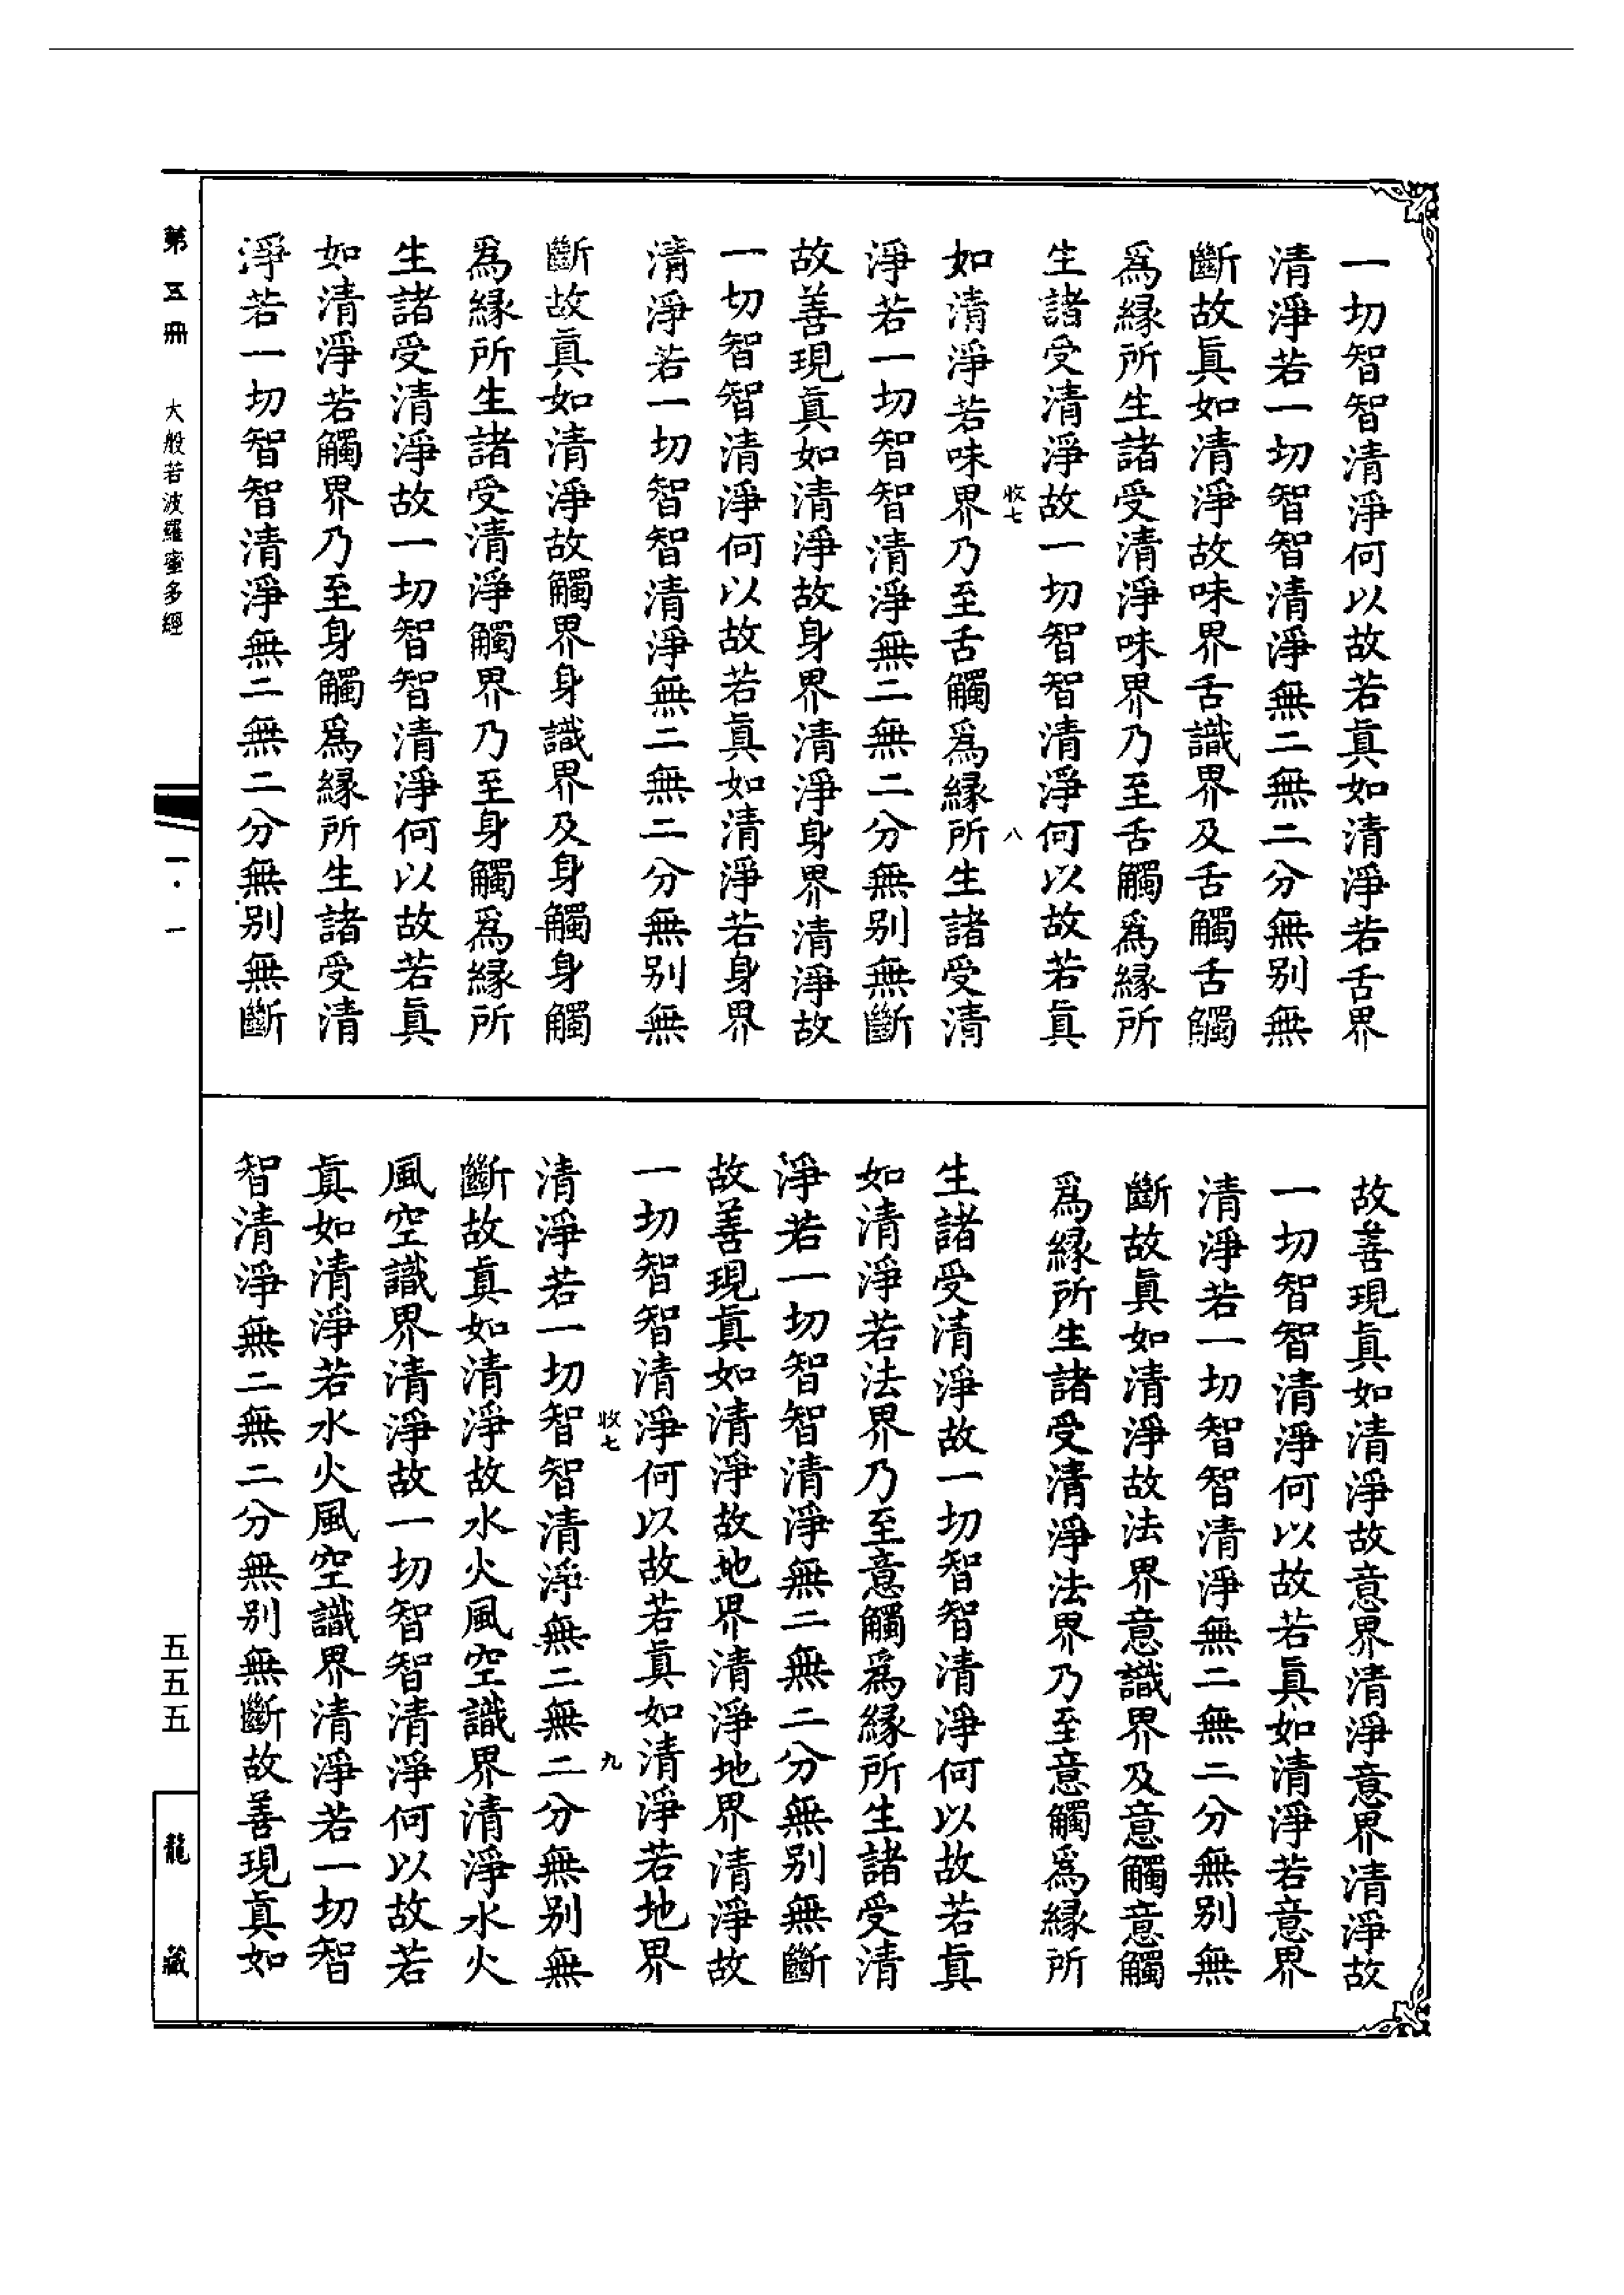 一切智智清淨何以故若眞如清淨若舌界
清淨若一切智智清淨無二無二分無別無
斷故眞如清淨故味界舌識界及舌觸舌觸
爲緣所生諸受清淨味界乃至舌觸爲緣所
生諸受清淨故一切智智清淨何以故若眞
收七 八
如清淨若味界乃至舌觸爲緣所生諸受清
淨若一切智智清淨無二無二分無別無斷
故善現眞如清淨故身界清淨身界清淨故
一切智智清淨何以故若眞如清淨若身界
清淨若一切智智清淨無二無二分無別無
斷故眞如清淨故觸界身識界及身觸身觸
爲緣所生諸受清淨觸界乃至身觸爲緣所
生諸受清淨故一切智智清淨何以故若眞
如清淨若觸界乃至身觸爲緣所生諸受清
淨若一切智智清淨無二無二分無別無斷
故善現眞如清淨故意界清淨意界清淨故
一切智智清淨何以故若眞如清淨若意界
清淨若一切智智清淨無二無二分無別無
斷故眞如清淨故法界意識界及意觸意觸
爲緣所生諸受清淨法界乃至意觸爲緣所
生諸受清淨故一切智智清淨何以故若眞
如清淨若法界乃至意觸爲緣所生諸受清
淨若一切智智清淨無二無二分無別無斷
故善現眞如清淨故地界清淨地界清淨故
一切智智清淨何以故若眞如清淨若地界
收七 九
清淨若一切智智清淨無二無二分無別無
斷故眞如清淨故水火風空識界清淨水火
風空識界清淨故一切智智清淨何以故若
眞如清淨若水火風空識界清淨若一切智
智清淨無二無二分無別無斷故善現眞如
第五冊 大般若波羅蜜多經 一·一 五五五 龍藏